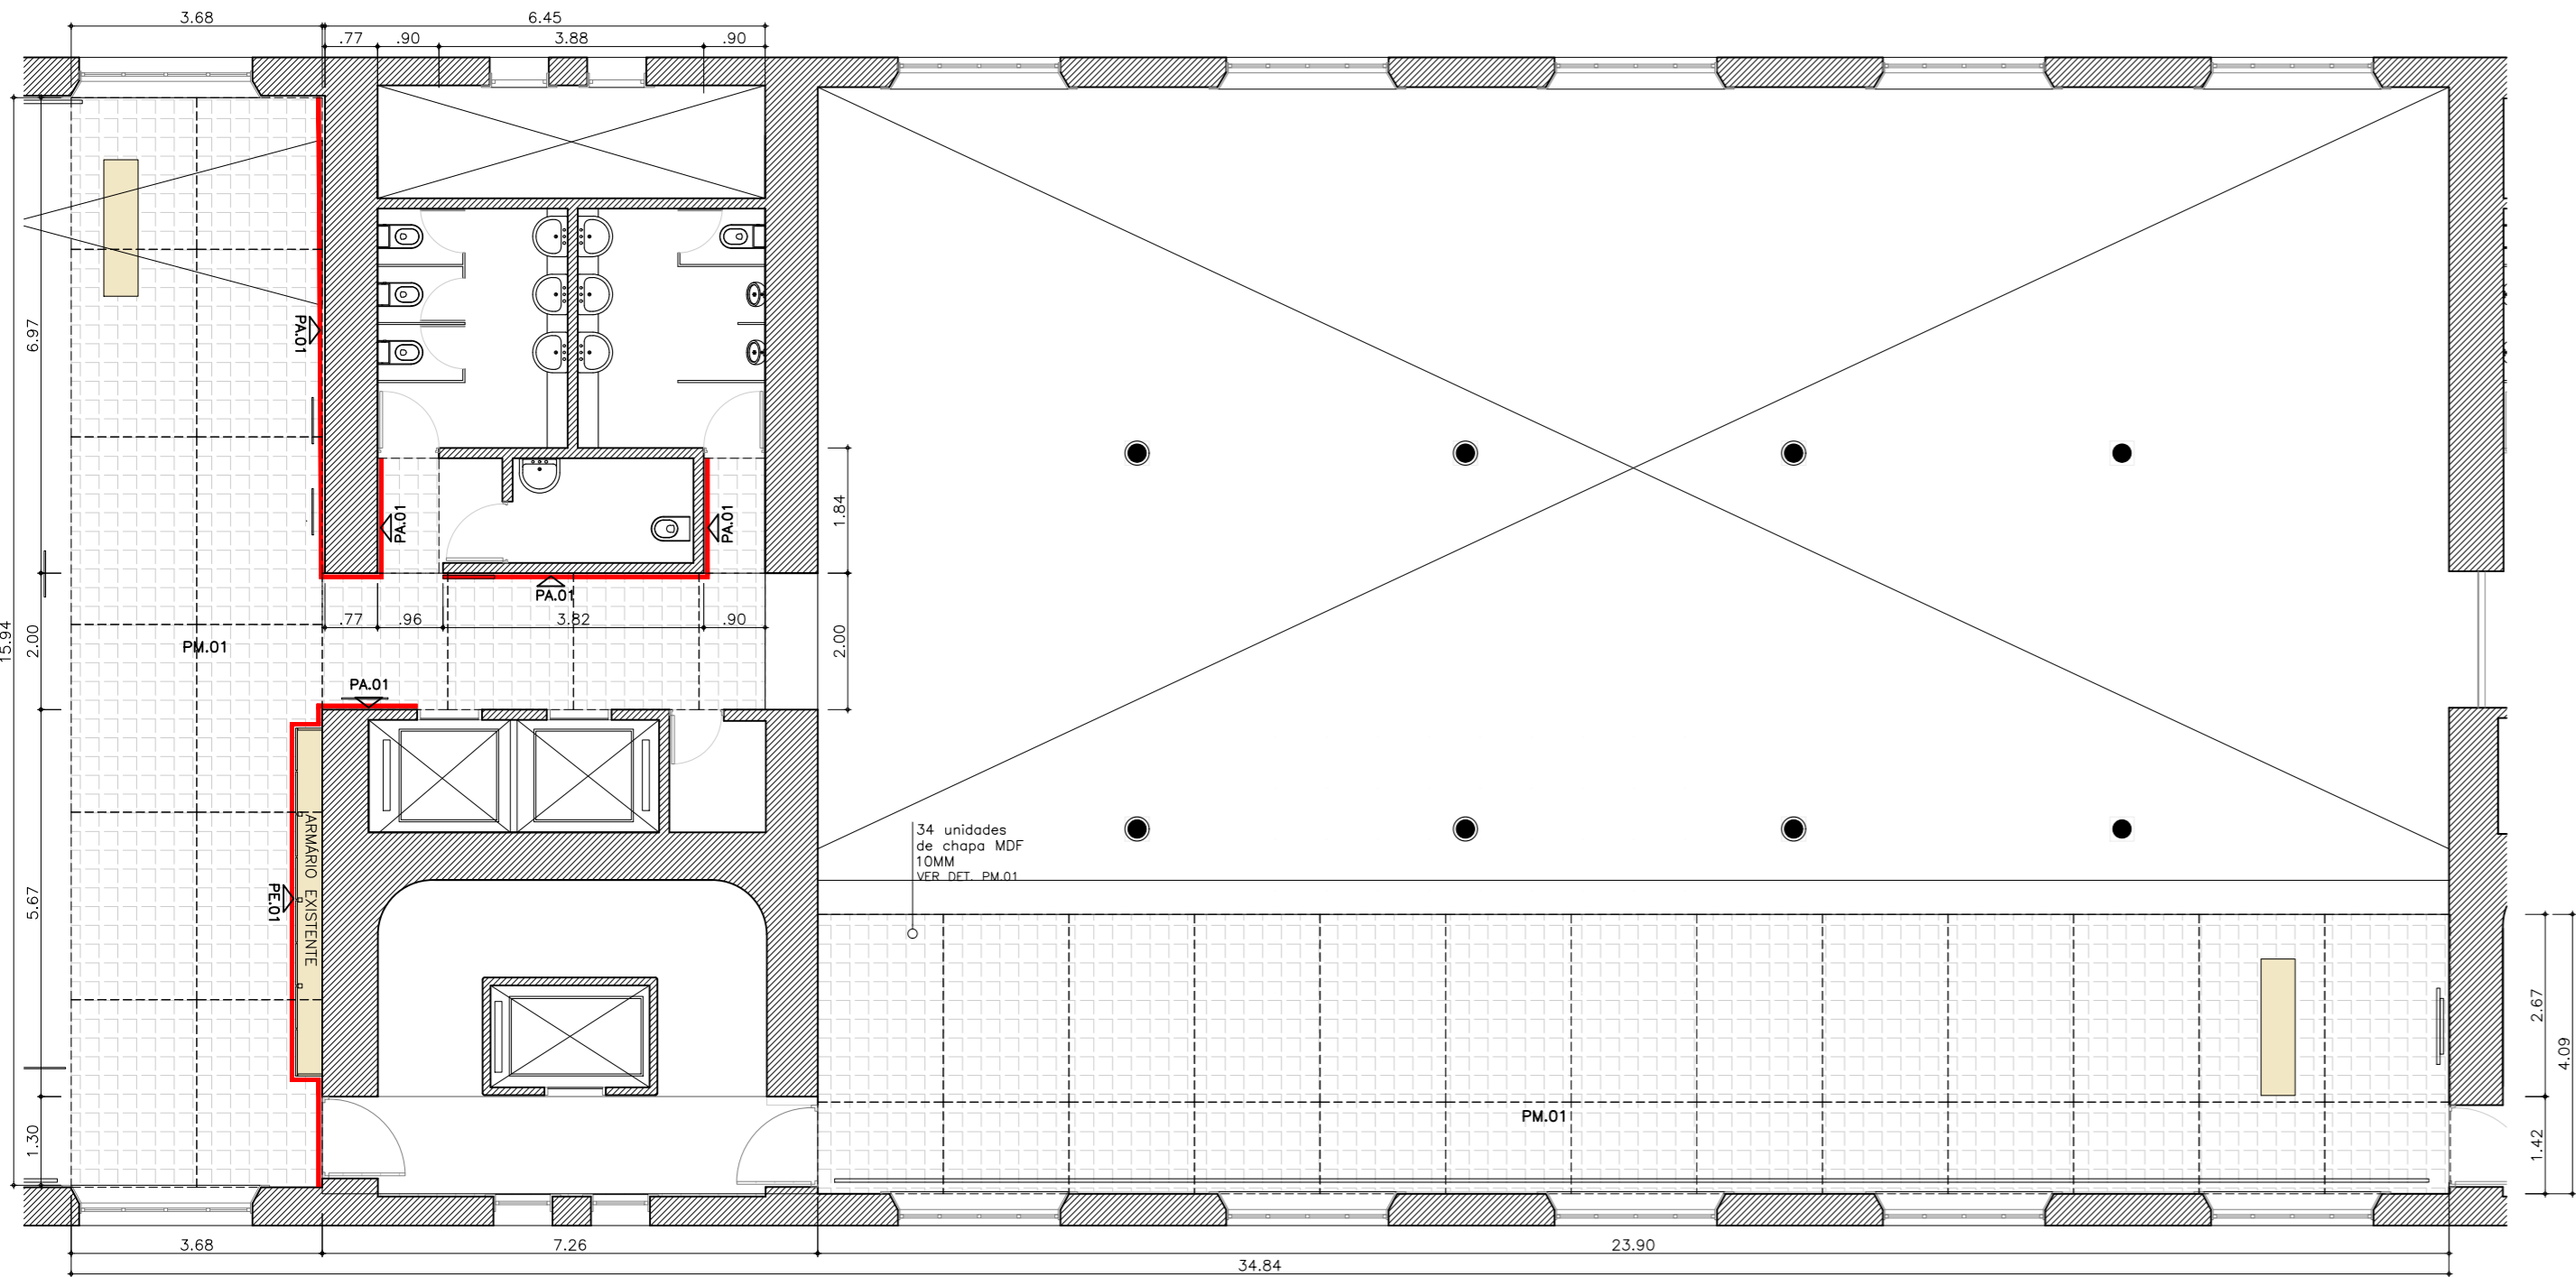 3.68
6.45
.77
.90
3.88
.90
6.97
PA.01
PA.01
PA.01
1.84
PA.01
.77
.96
3.82
.90
2.00
15.94
2.00
PM.01
PA.01
34 unidades
de chapa MDF
10MM
VER DET. PM.01
ARMÁRIO EXISTENTE
PE.01
5.67
2.67
4.09
PM.01
1.30
1.42
3.68
7.26
23.90
34.84